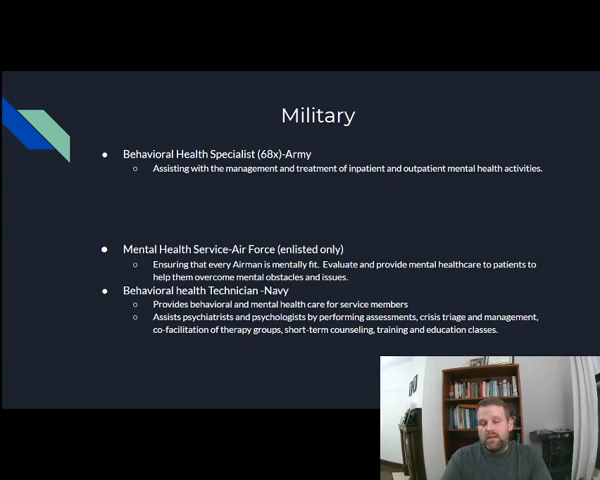 Military
● Behavioral Health Specialist (68x)-Army
○ Assisting with the management and treatment of inpatient and outpatient mental health activities.
● Mental Health Service-Air Force (enlisted only)
○ Ensuring that every Airman is mentally fit. Evaluate and provide mental healthcare to patients to
help them overcome mental obstacles and issues.
● Behavioral health Technician -Navy
○ Provides behavioral and mental health care for service members
○ Assists psychiatrists and psychologists by performing assessments, crisis triage and management,
co-facilitation of therapy groups, short-term counseling, training and education classes.